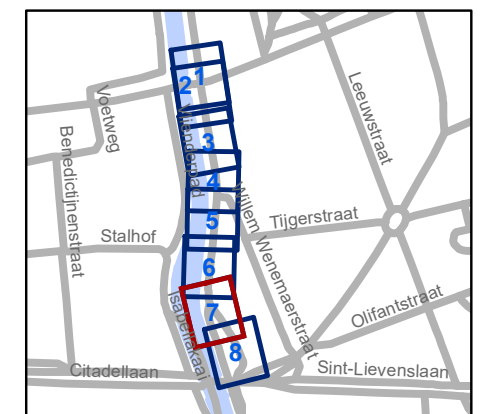 1
2
Voetweg
Leeuwstraat
Vlanderpad
3
Benedictijnenstraat
4
Willem Wenemaerstraat
5
Tijgerstraat
Stalhof
6
Isabellakaai
7
Olifantstraat
8
Citadellaan
Sint-Lievenslaan